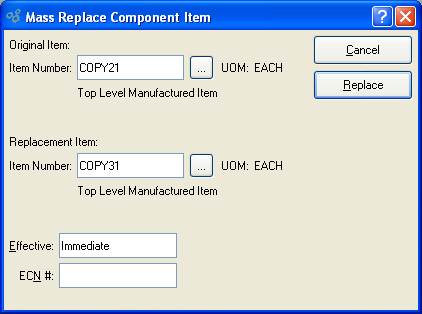 Mass Replace Component Item
Original Item:
Item Number: COPY21 ... UOM: EACH
Top Level Manufactured Item
Cancel
Replace
Replacement Item:
Item Number: COPY31 ... UOM: EACH
Top Level Manufactured Item
Effective: Immediate
ECN #: